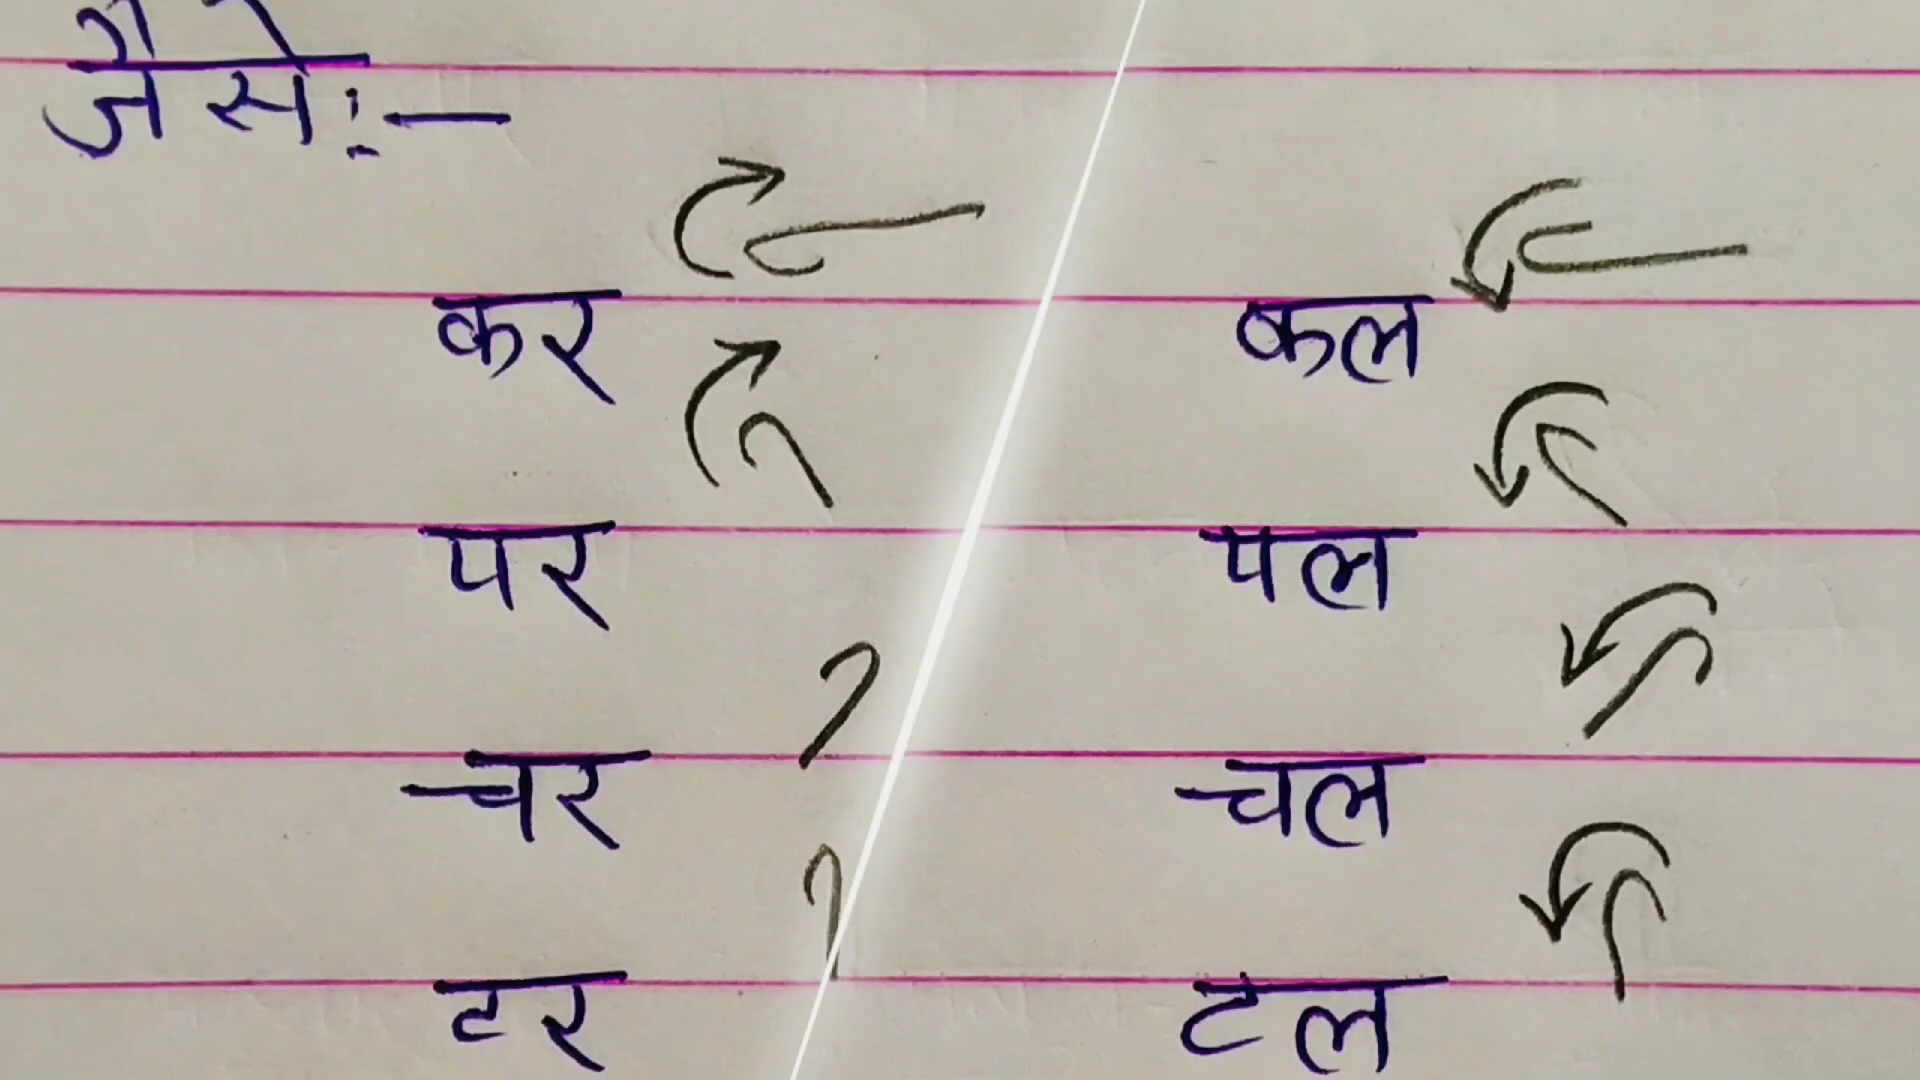 जैसे:—
कर कल
पर पल
चर चल
टर टल